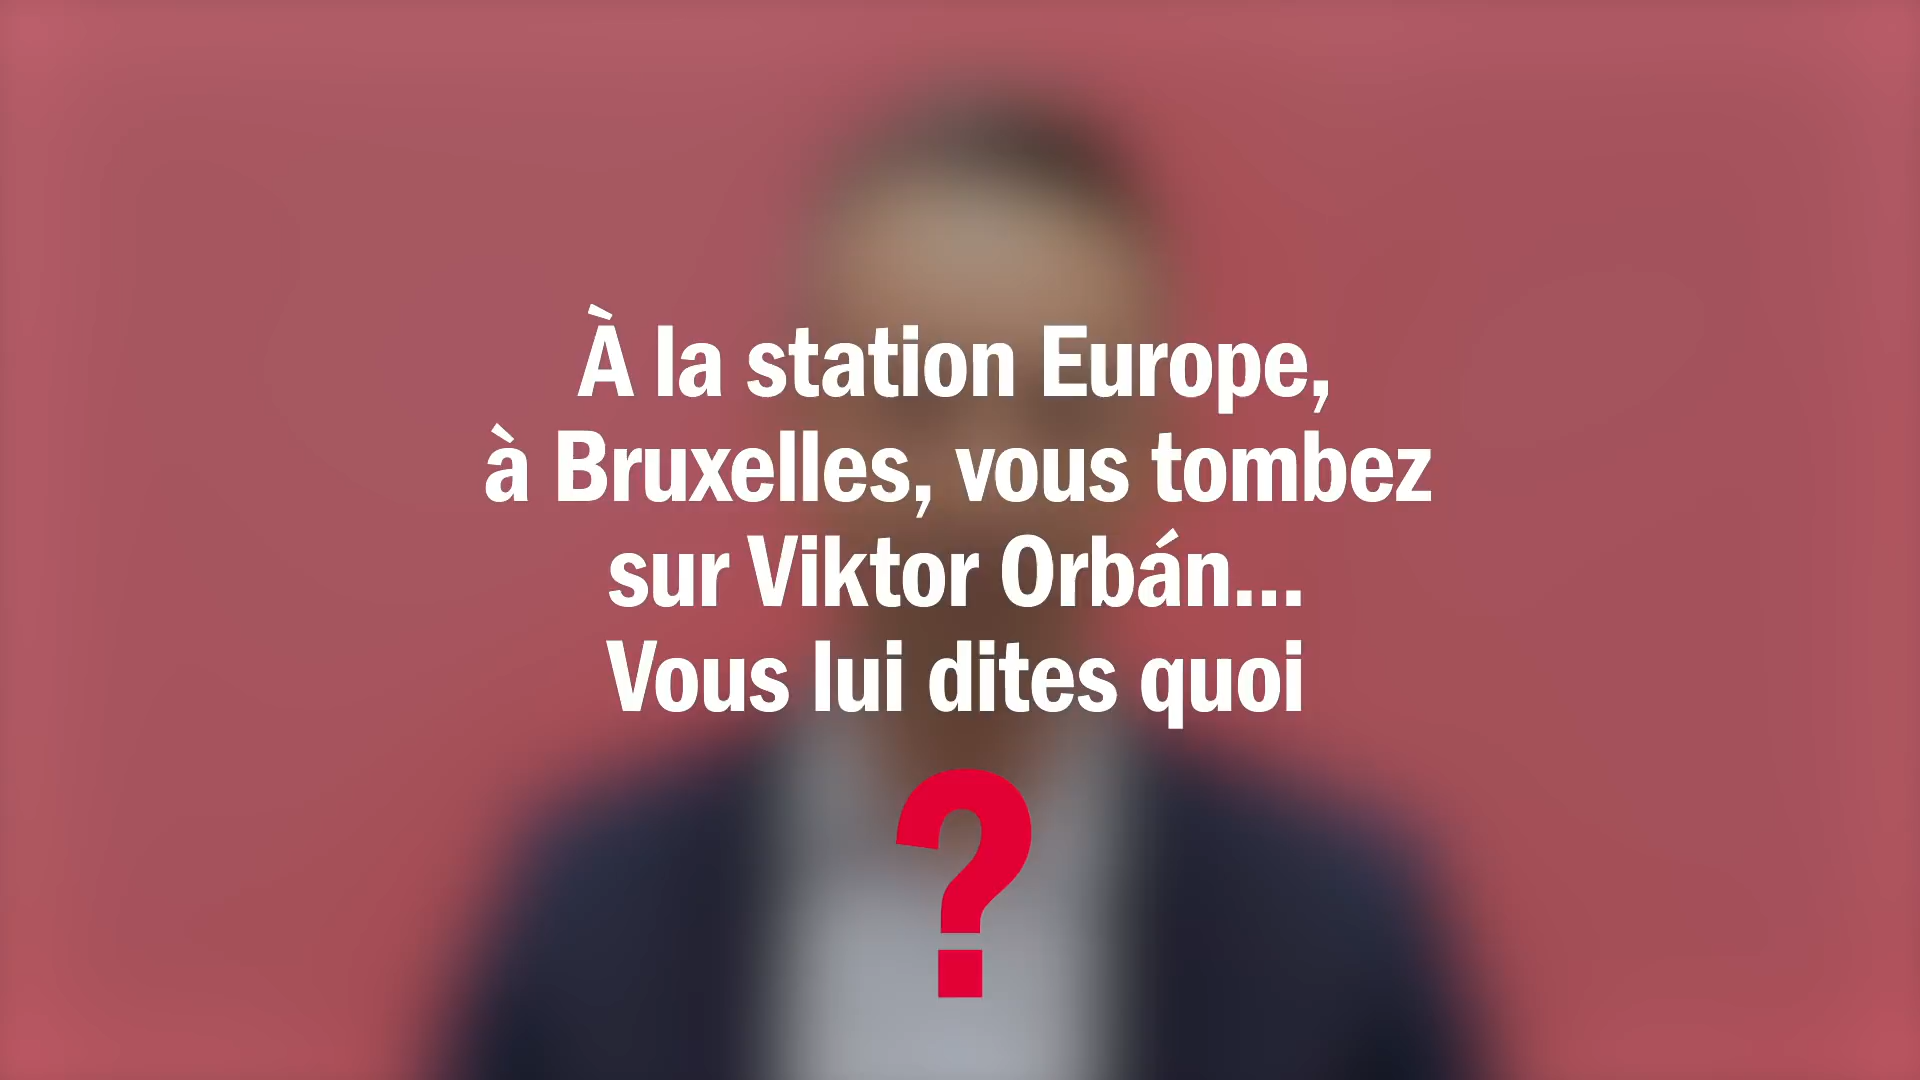 À la station Europe,
à Bruxelles, vous tombez
sur Viktor Orbán...
Vous lui dites quoi
?